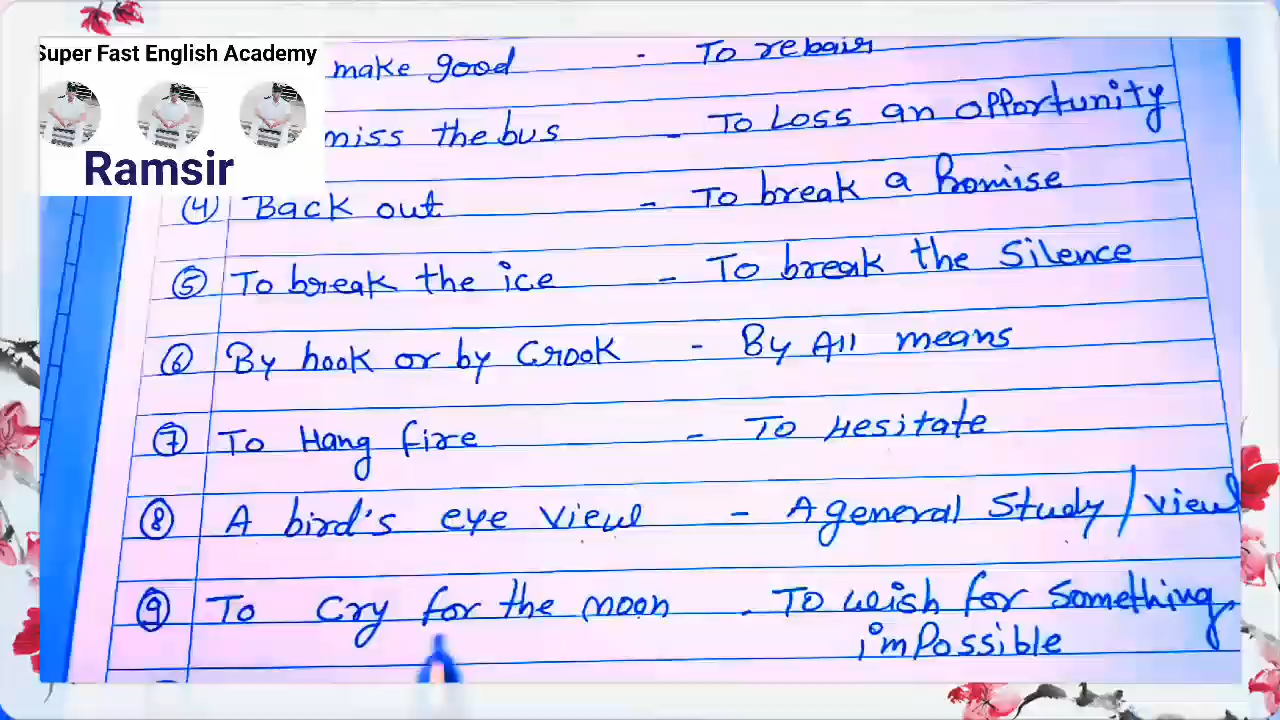 Super Fast English Academy
Ramsir
make good - To repair
miss the bus - To Loss an opportunity
(4) Back out - To break a Promise
(5) To break the ice - To break the Silence
(6) By hook or by Crook - By All means
(7) To Hang fire - To Hesitate
(8) A bird's eye view - A general Study/view
(9) To Cry for the moon - To wish for Something
impossible